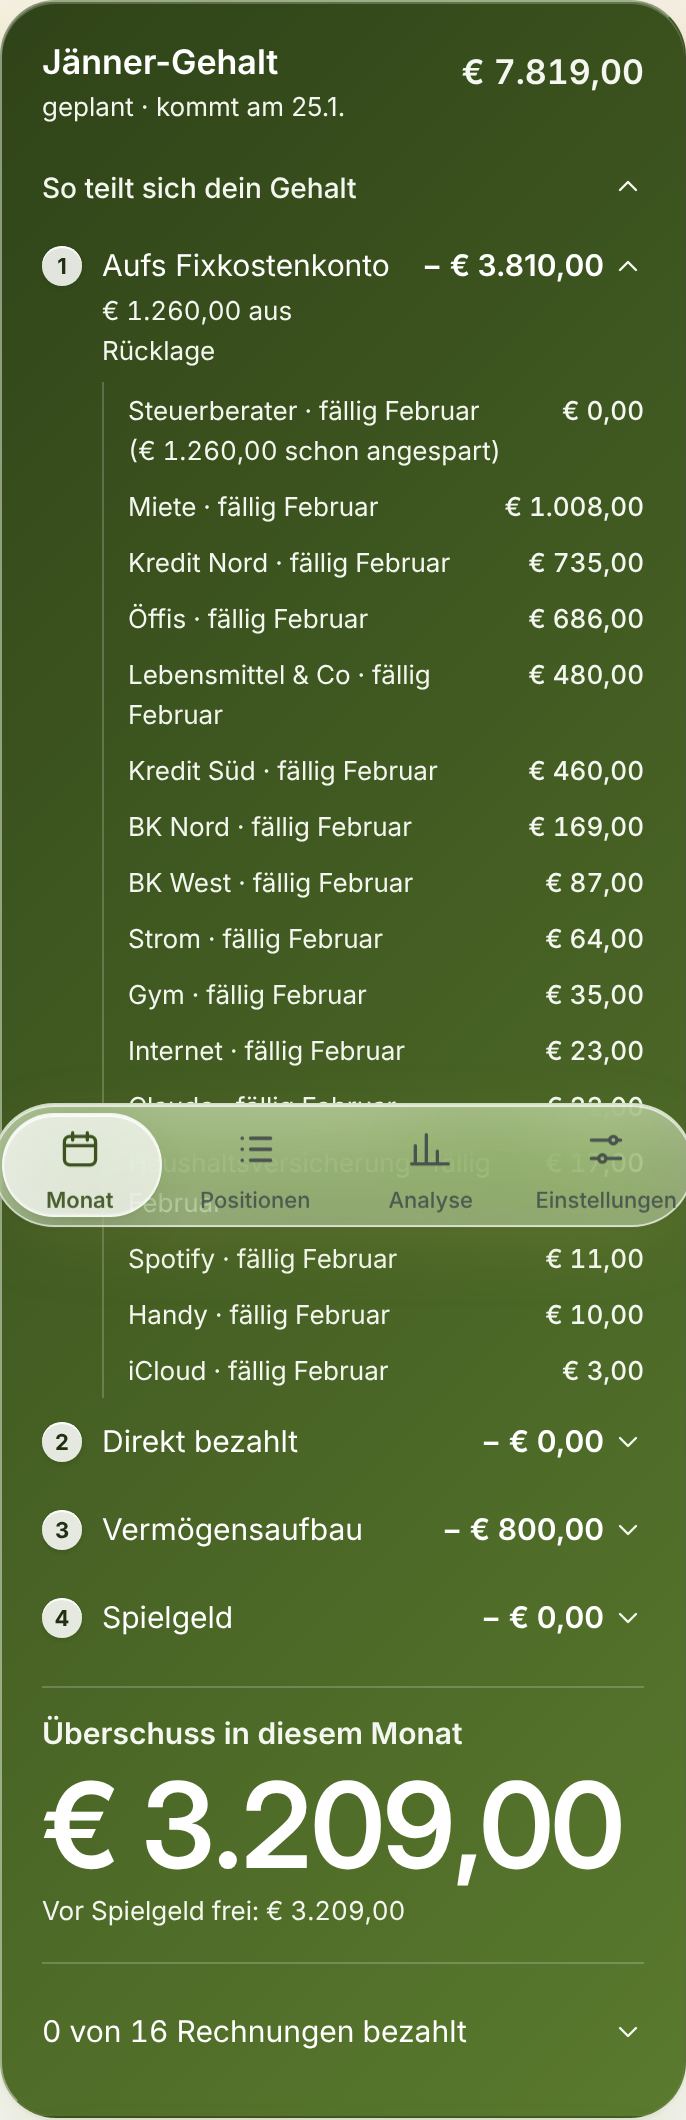 Jänner-Gehalt
€ 7.819,00
geplant · kommt am 25.1.
So teilt sich dein Gehalt
1 Aufs Fixkostenkonto – € 3.810,00
€ 1.260,00 aus
Rücklage
Steuerberater · fällig Februar € 0,00
(€ 1.260,00 schon angespart)
Miete · fällig Februar € 1.008,00
Kredit Nord · fällig Februar € 735,00
Öffis · fällig Februar € 686,00
Lebensmittel & Co · fällig € 480,00
Februar
Kredit Süd · fällig Februar € 460,00
BK Nord · fällig Februar € 169,00
BK West · fällig Februar € 87,00
Strom · fällig Februar € 64,00
Gym · fällig Februar € 35,00
Internet · fällig Februar € 23,00
Haushaltsversicherung · fällig € 17,00
Februar
Monat Positionen Analyse Einstellungen
Spotify · fällig Februar € 11,00
Handy · fällig Februar € 10,00
iCloud · fällig Februar € 3,00
2 Direkt bezahlt – € 0,00
3 Vermögensaufbau – € 800,00
4 Spielgeld – € 0,00
Überschuss in diesem Monat
€ 3.209,00
Vor Spielgeld frei: € 3.209,00
0 von 16 Rechnungen bezahlt